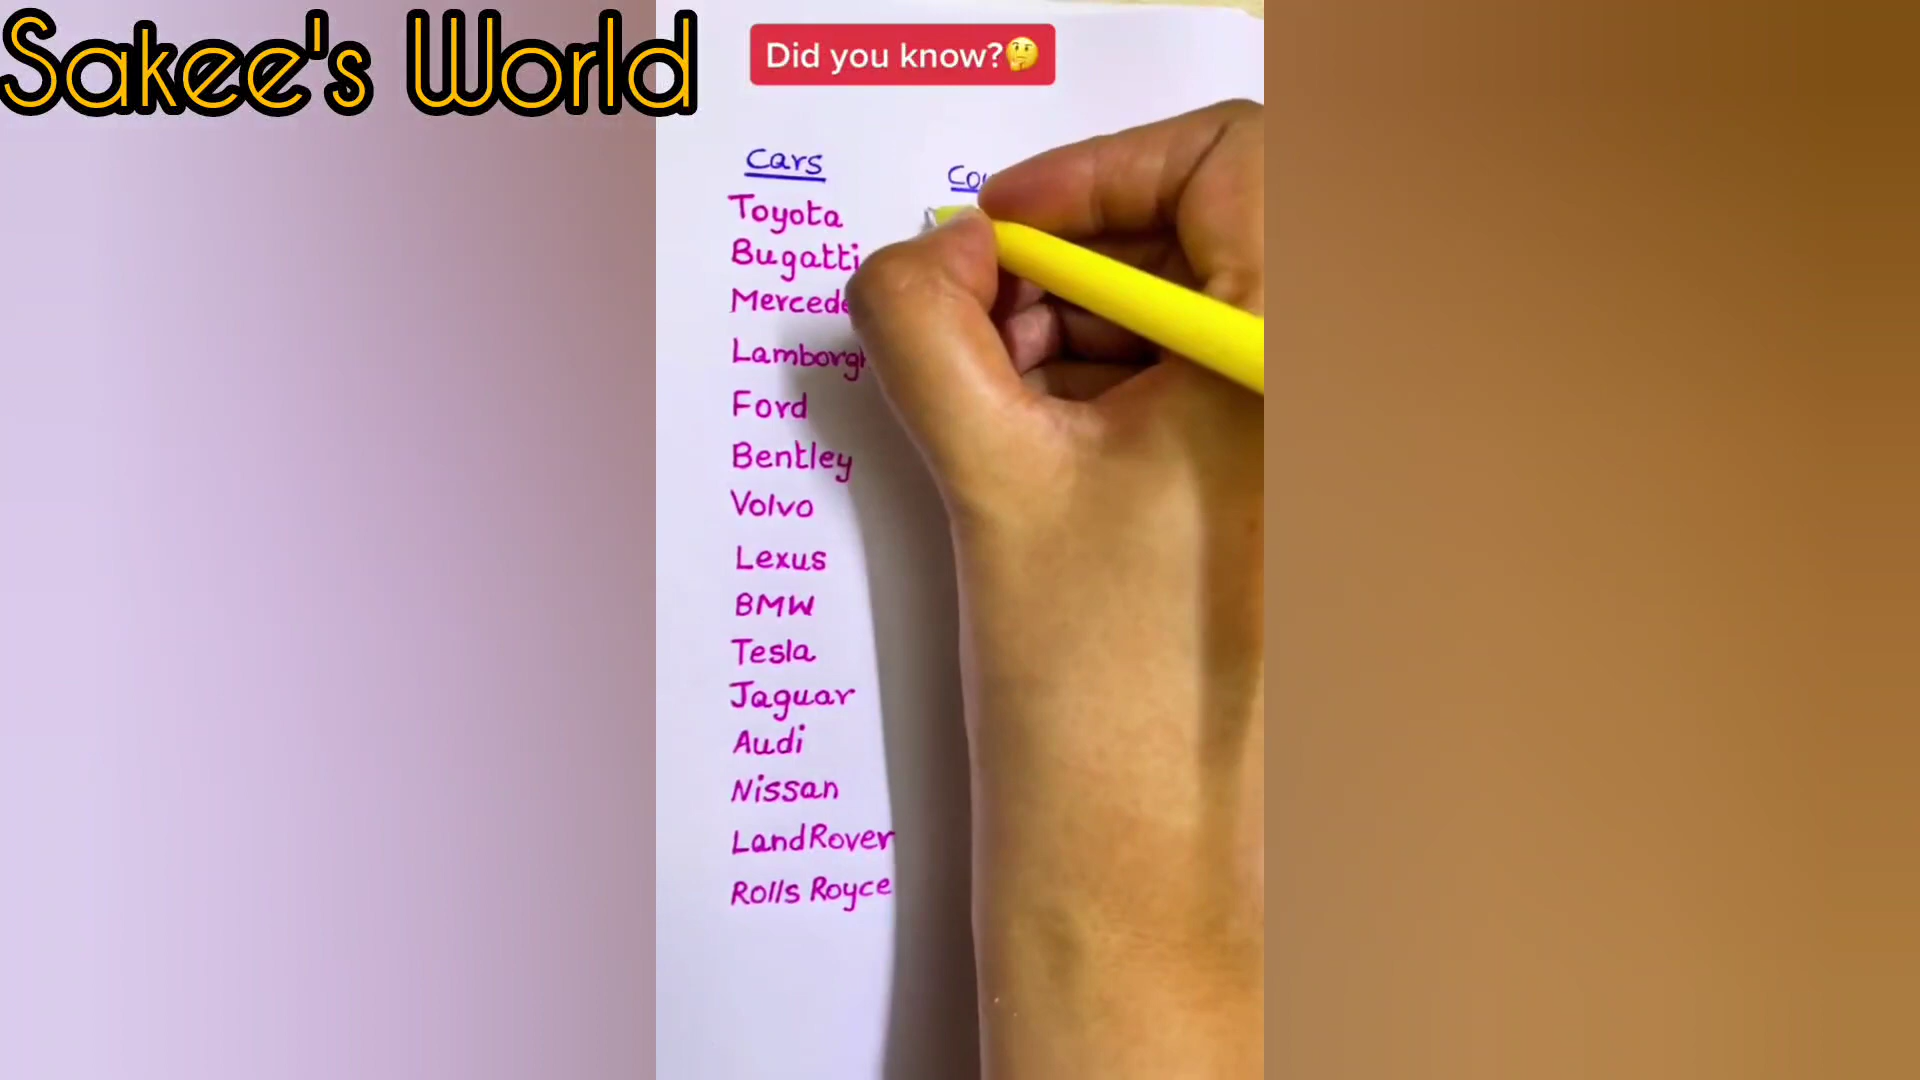 Sakee's World
Did you know?🤔
Cars
Toyota
Bugatti
Ford
Bentley
Volvo
Lexus
BMW
Tesla
Jaguar
Audi
Nissan
LandRover
Rolls Royce